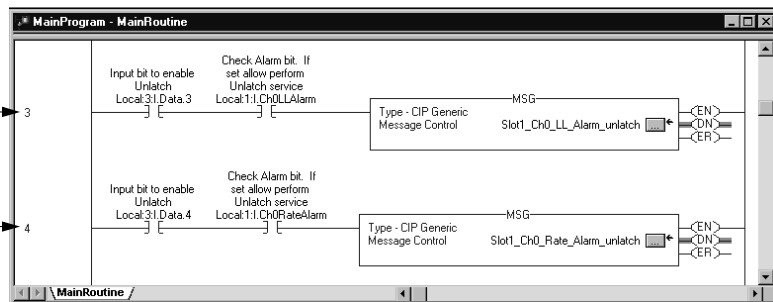 MainProgram - MainRoutine
Input bit to enable
Unlatch
Local:3:I.Data.3
Check Alarm bit. If
set allow perform
Unlatch service
Local:1:I.Ch0LLAlarm
3
MSG
Type - CIP Generic
Message Control
Slot1_Ch0_LL_Alarm_unlatch
...
EN
DN
ER
Input bit to enable
Unlatch
Local:3:I.Data.4
Check Alarm bit. If
set allow perform
Unlatch service
Local:1:I.Ch0RateAlarm
4
MSG
Type - CIP Generic
Message Control
Slot1_Ch0_Rate_Alarm_unlatch
...
EN
DN
ER
MainRoutine